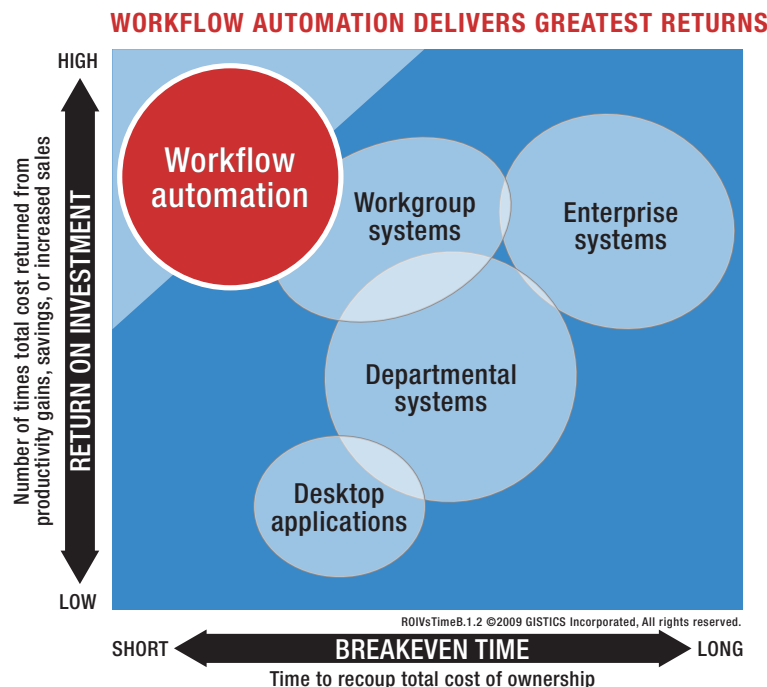 WORKFLOW AUTOMATION DELIVERS GREATEST RETURNS
HIGH
Number of times total cost returned from
productivity gains, savings, or increased sales
RETURN ON INVESTMENT
LOW
Workflow
automation
Workgroup
systems
Enterprise
systems
Departmental
systems
Desktop
applications
ROIVsTimeB.1.2 ©2009 GISTICS Incorporated, All rights reserved.
SHORT
BREAKEVEN TIME
LONG
Time to recoup total cost of ownership